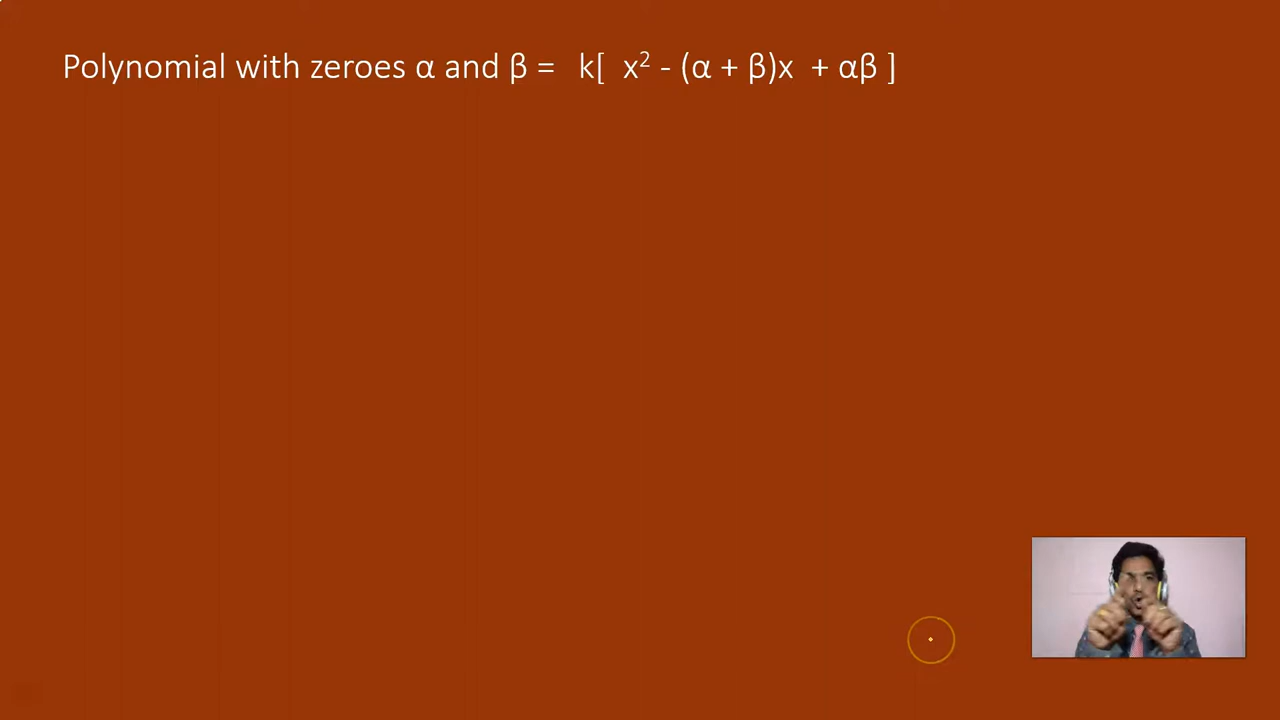 Polynomial with zeroes α and β = k[ x² - (α + β)x + αβ ]